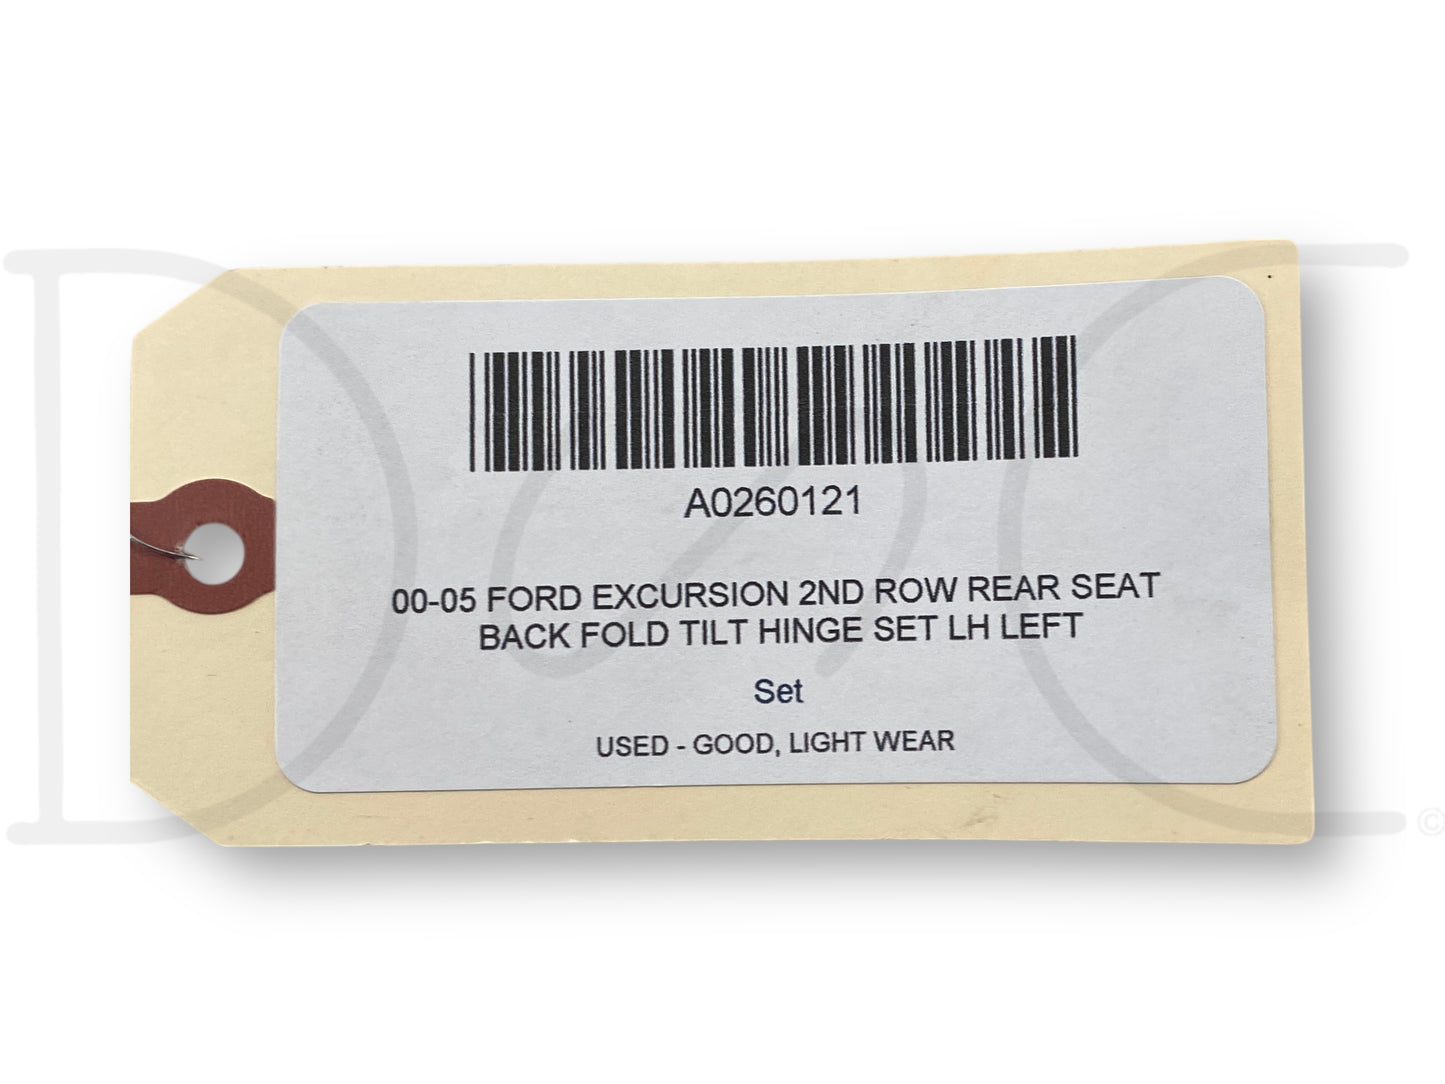 A0260121
00-05 FORD EXCURSION 2ND ROW REAR SEAT
BACK FOLD TILT HINGE SET LH LEFT
Set
USED - GOOD, LIGHT WEAR
©